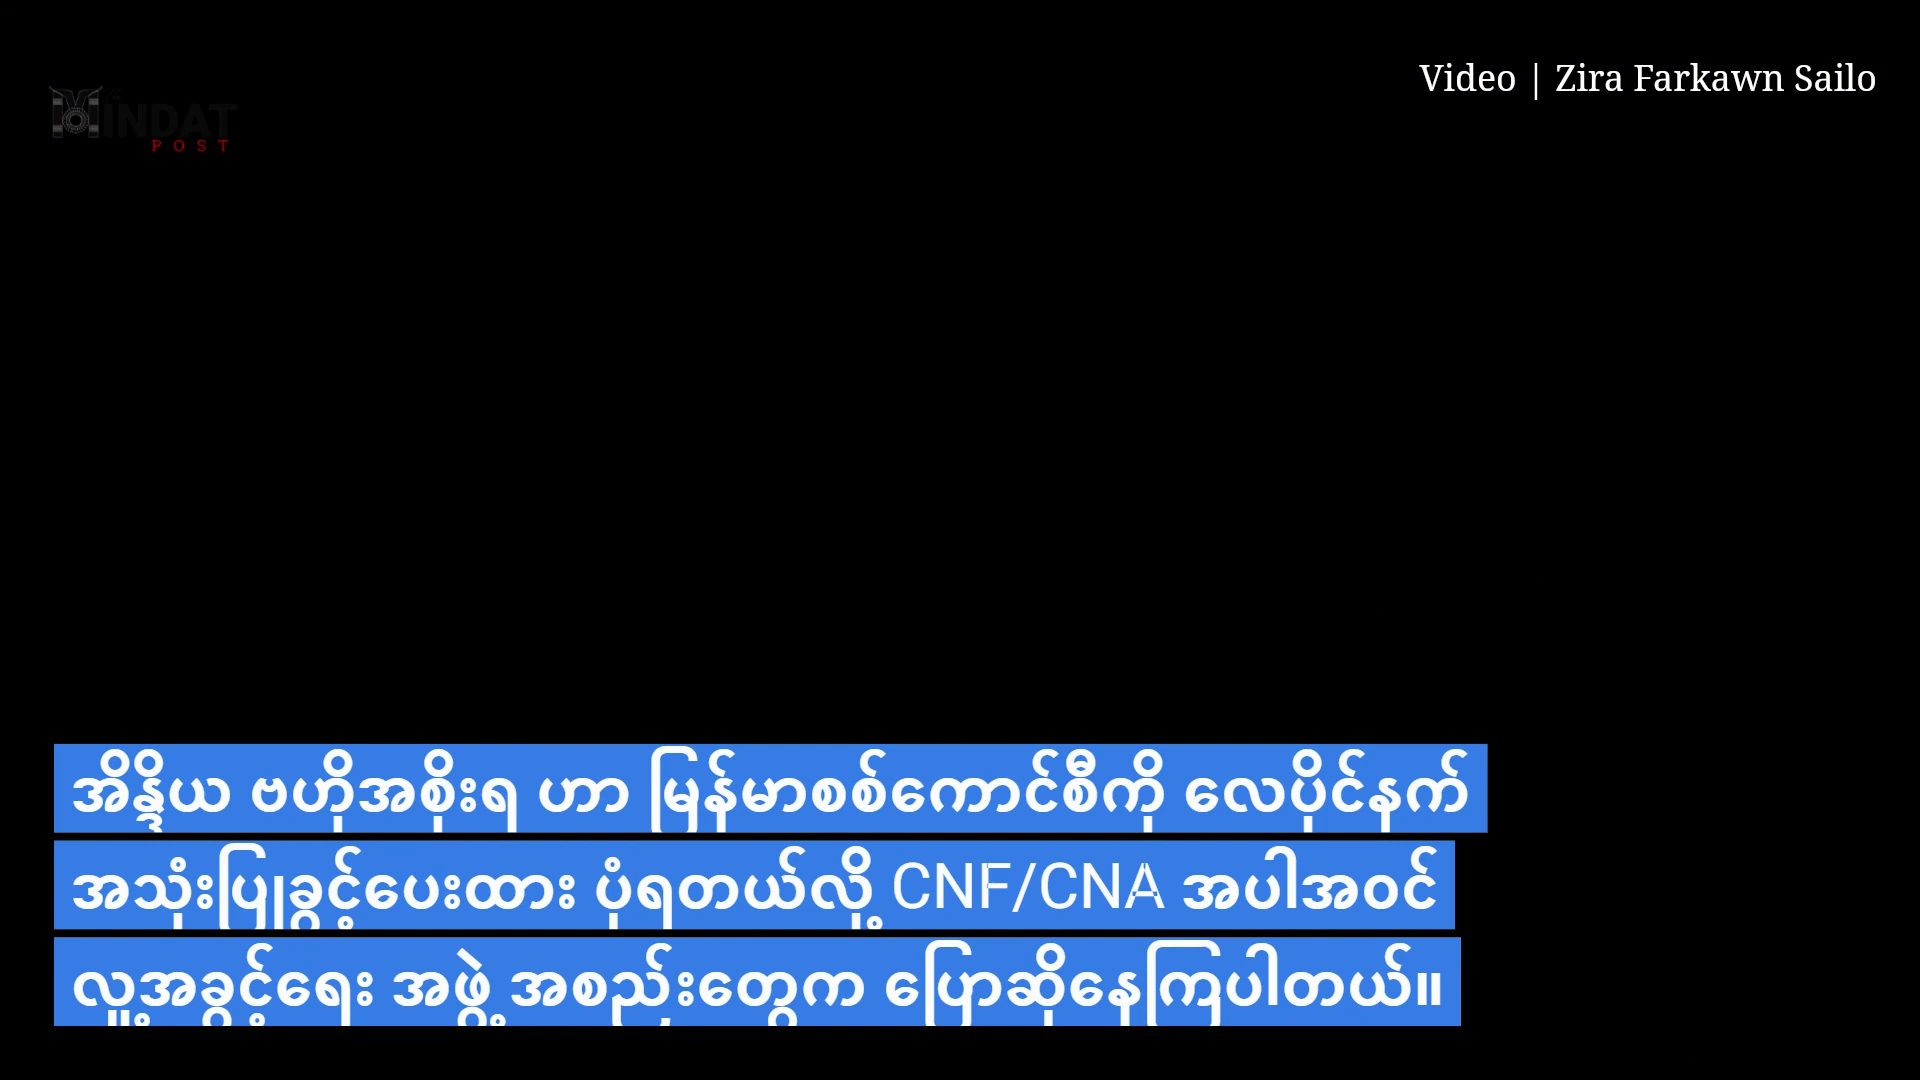 Video | Zira Farkawn Sailo
MINDAT
POST
အိန္ဒိယ ဗဟိုအစိုးရ ဟာ မြန်မာစစ်ကောင်စီကို လေပိုင်နက်
အသုံးပြုခွင့်ပေးထား ပုံရတယ်လို့ CNF/CNA အပါအဝင်
လူ့အခွင့်ရေး အဖွဲ့ အစည်းတွေက ပြောဆိုနေကြပါတယ်။